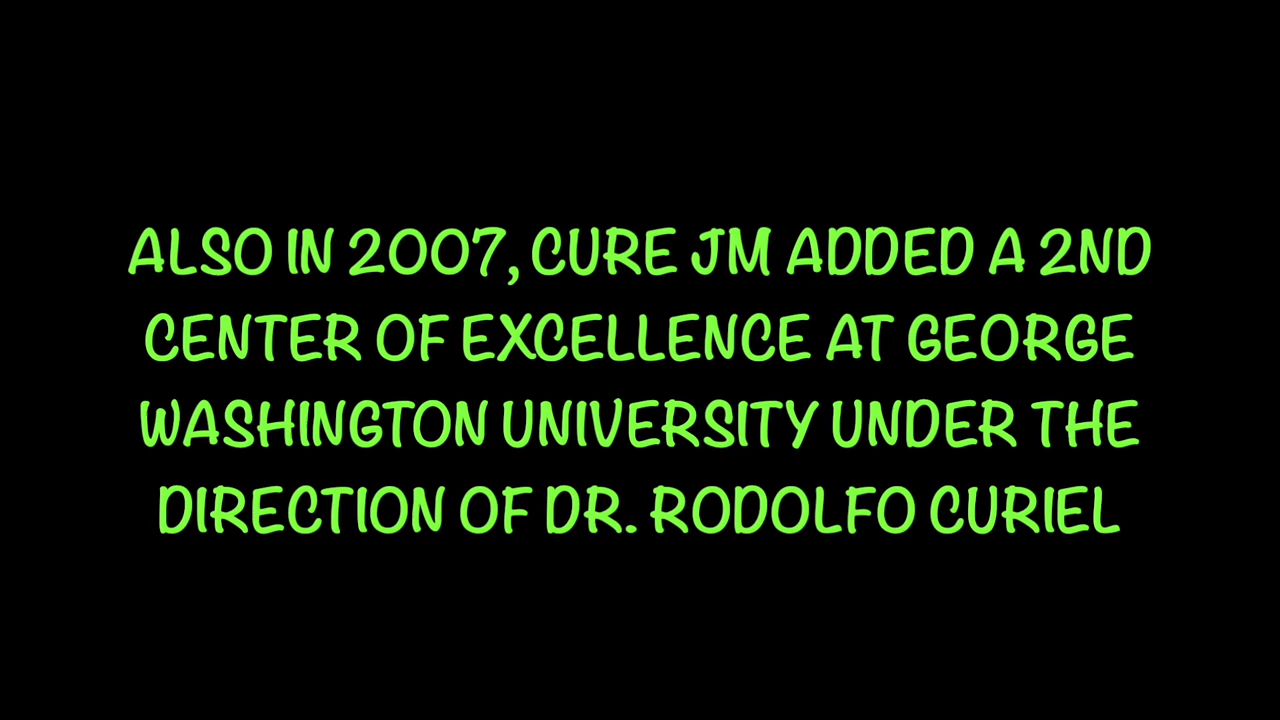 ALSO IN 2007, CURE JM ADDED A 2ND
CENTER OF EXCELLENCE AT GEORGE
WASHINGTON UNIVERSITY UNDER THE
DIRECTION OF DR. RODOLFO CURIEL